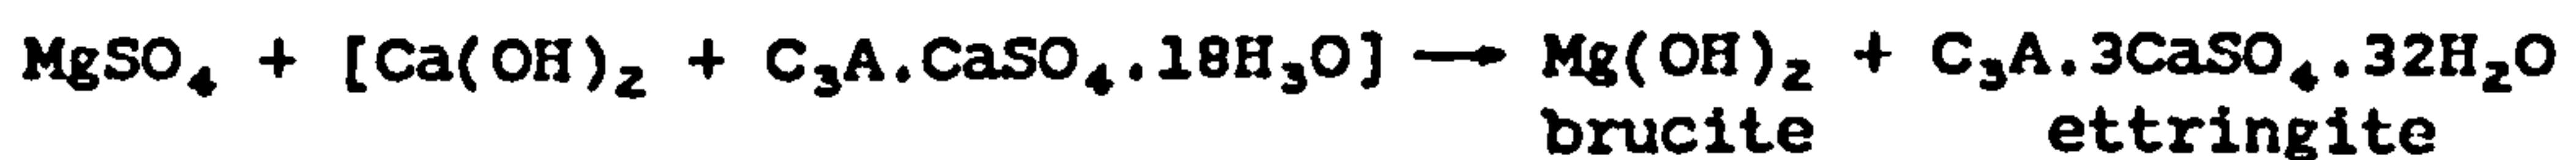 MgSO₄ + [Ca(OH)₂ + C₃A.CaSO₄.18H₃O] → Mg(OH)₂ + C₃A.3CaSO₄.32H₂O
brucite ettringite